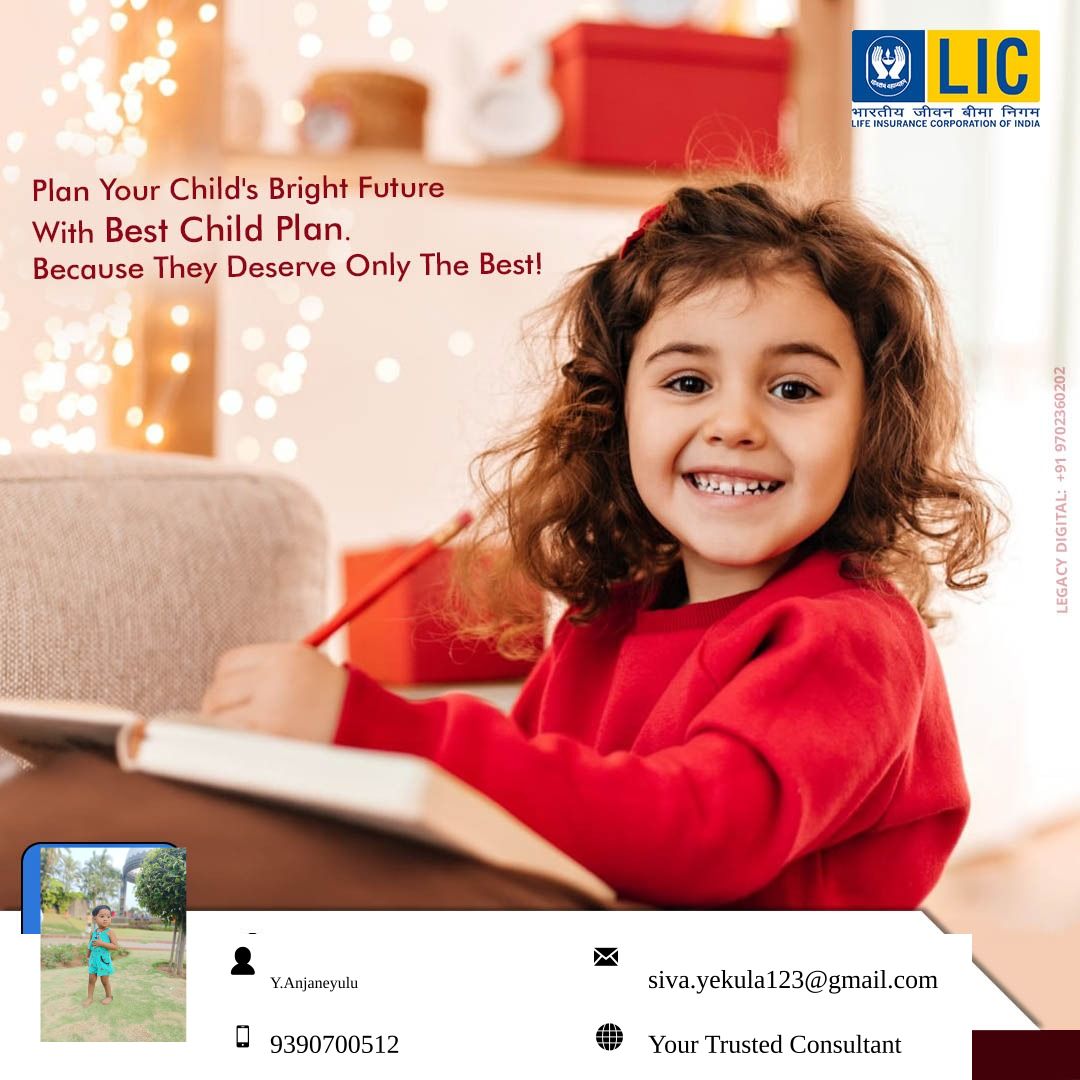 LIC
भारतीय जीवन बीमा निगम
LIFE INSURANCE CORPORATION OF INDIA
Plan Your Child's Bright Future
With Best Child Plan.
Because They Deserve Only The Best!
LEGACY DIGITAL: +91 9702360202
Y.Anjaneyulu
siva.yekula123@gmail.com
9390700512
Your Trusted Consultant